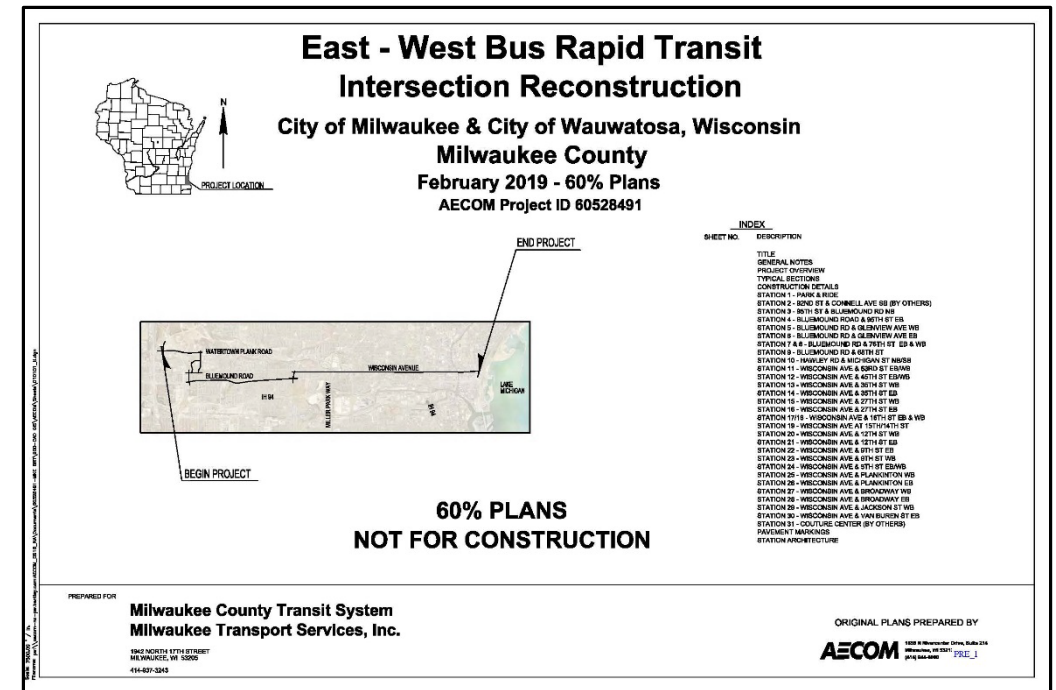 East - West Bus Rapid Transit
Intersection Reconstruction
City of Milwaukee & City of Wauwatosa, Wisconsin
Milwaukee County
February 2019 - 60% Plans
AECOM Project ID 60528491
N
PROJECT LOCATION
END PROJECT
WATERTOWN PLANK ROAD
BLUEMOUND ROAD
WISCONSIN AVENUE
IH 94
MILLER PARK WAY
LAKE
MICHIGAN
BEGIN PROJECT
INDEX
SHEET NO. DESCRIPTION
TITLE
GENERAL NOTES
PROJECT OVERVIEW
TYPICAL SECTIONS
CONSTRUCTION DETAILS
STATION 1 - PARK & RIDE
STATION 2 - 92ND ST & CONNELL AVE SB (BY OTHERS)
STATION 3 - 95TH ST & BLUEMOUND RD NB
STATION 4 - BLUEMOUND ROAD & 95TH ST EB
STATION 5 - BLUEMOUND RD & GLENVIEW AVE WB
STATION 6 - BLUEMOUND RD & GLENVIEW AVE EB
STATION 7 & 8 - BLUEMOUND RD & 76TH ST EB & WB
STATION 9 - BLUEMOUND RD & 68TH ST
STATION 10 - HAWLEY RD & MICHIGAN ST NB/SB
STATION 11 - WISCONSIN AVE & 53RD ST EB/WB
STATION 12 - WISCONSIN AVE & 45TH ST EB/WB
STATION 13 - WISCONSIN AVE & 35TH ST WB
STATION 14 - WISCONSIN AVE & 35TH ST EB
STATION 15 - WISCONSIN AVE & 27TH ST WB
STATION 16 - WISCONSIN AVE & 27TH ST EB
STATION 17/18 - WISCONSIN AVE & 16TH ST EB & WB
STATION 19 - WISCONSIN AVE AT 15TH/14TH ST
STATION 20 - WISCONSIN AVE & 12TH ST WB
STATION 21 - WISCONSIN AVE & 12TH ST EB
STATION 22 - WISCONSIN AVE & 9TH ST EB
STATION 23 - WISCONSIN AVE & 8TH ST WB
STATION 24 - WISCONSIN AVE & 5TH ST EB/WB
STATION 25 - WISCONSIN AVE & PLANKINTON WB
STATION 26 - WISCONSIN AVE & PLANKINTON EB
STATION 27 - WISCONSIN AVE & BROADWAY WB
STATION 28 - WISCONSIN AVE & BROADWAY EB
STATION 29 - WISCONSIN AVE & JACKSON ST WB
STATION 30 - WISCONSIN AVE & VAN BUREN ST EB
STATION 31 - COUTURE CENTER (BY OTHERS)
PAVEMENT MARKINGS
STATION ARCHITECTURE
60% PLANS
NOT FOR CONSTRUCTION
PREPARED FOR
Milwaukee County Transit System
Milwaukee Transport Services, Inc.
1942 NORTH 17TH STREET
MILWAUKEE, WI 53205
414-937-3243
ORIGINAL PLANS PREPARED BY
AECOM
PRE_1